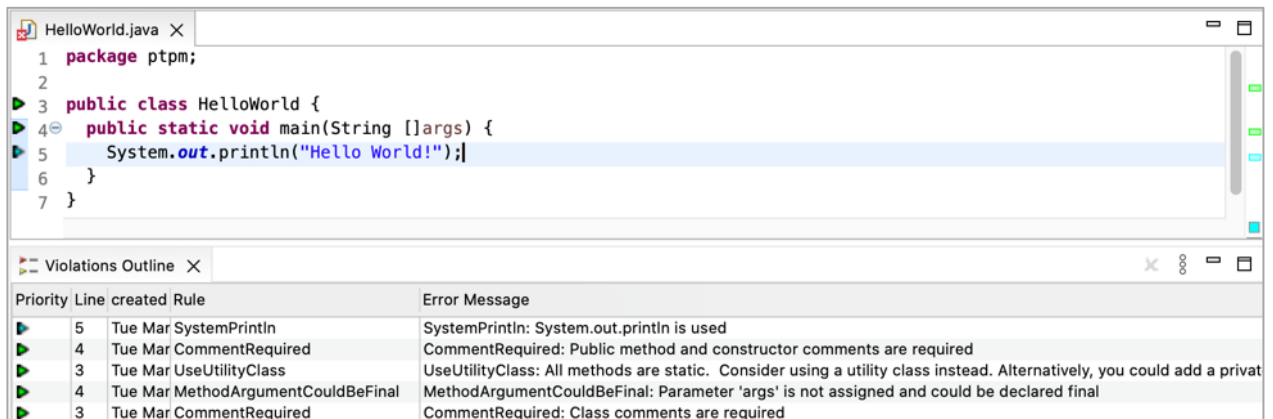 HelloWorld.java
1 package ptpm;
2
3 public class HelloWorld {
4 public static void main(String []args) {
5 System.out.println("Hello World!");
6 }
7 }
Violations Outline
Priority Line created Rule Error Message
5 Tue Mar SystemPrintln SystemPrintln: System.out.println is used
4 Tue Mar CommentRequired CommentRequired: Public method and constructor comments are required
3 Tue Mar UseUtilityClass UseUtilityClass: All methods are static. Consider using a utility class instead. Alternatively, you could add a privat
4 Tue Mar MethodArgumentCouldBeFinal MethodArgumentCouldBeFinal: Parameter 'args' is not assigned and could be declared final
3 Tue Mar CommentRequired CommentRequired: Class comments are required